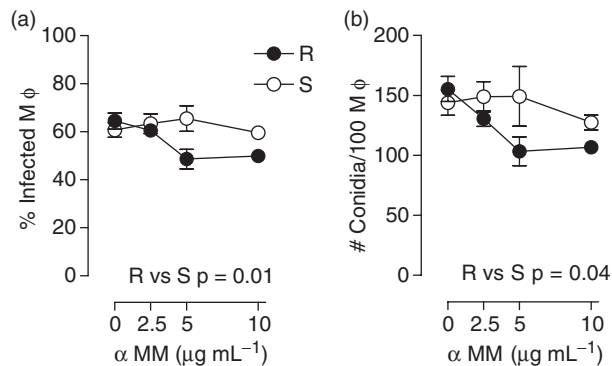 (a)
100
80
60
40
20
0
% Infected M ϕ
R
S
R vs S p = 0.01
0 2.5 5 10
α MM (µg mL⁻¹)
(b)
200
150
100
50
0
# Conidia/100 M ϕ
R vs S p = 0.04
0 2.5 5 10
α MM (µg mL⁻¹)